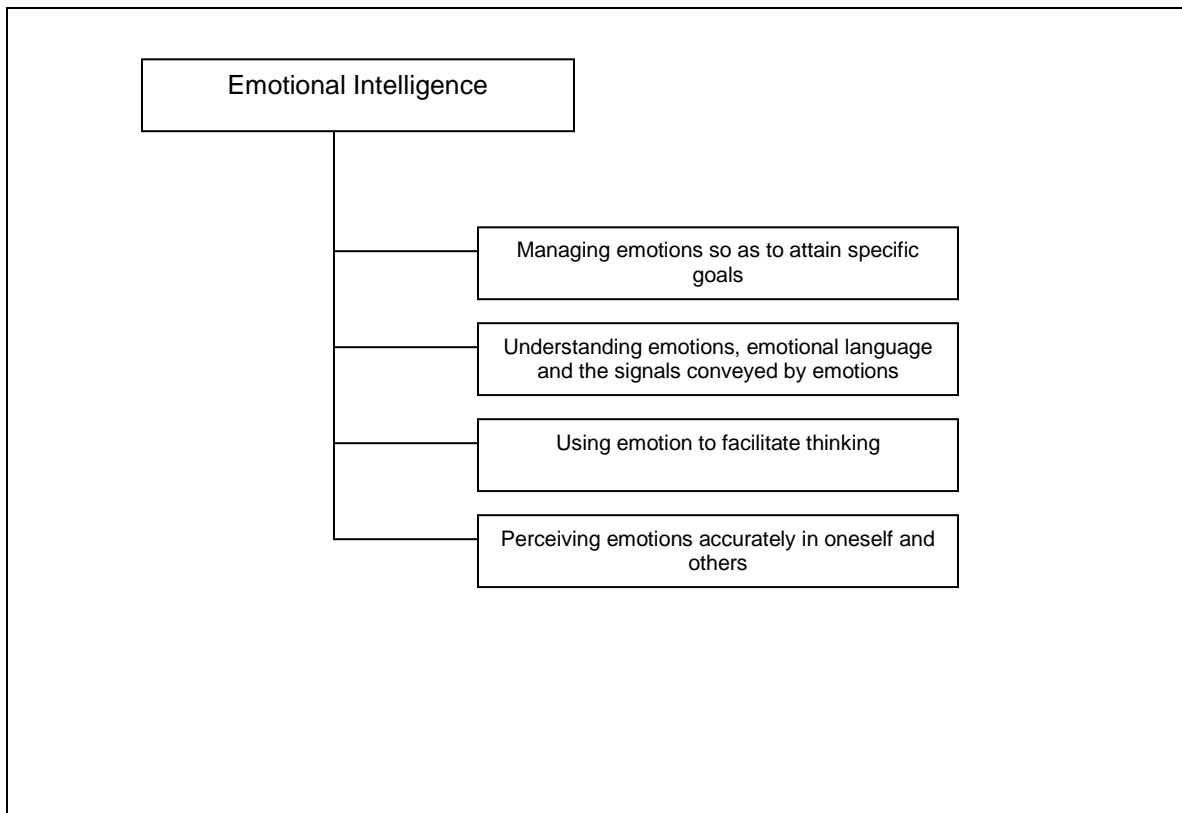 Emotional Intelligence
Managing emotions so as to attain specific
goals
Understanding emotions, emotional language
and the signals conveyed by emotions
Using emotion to facilitate thinking
Perceiving emotions accurately in oneself and
others